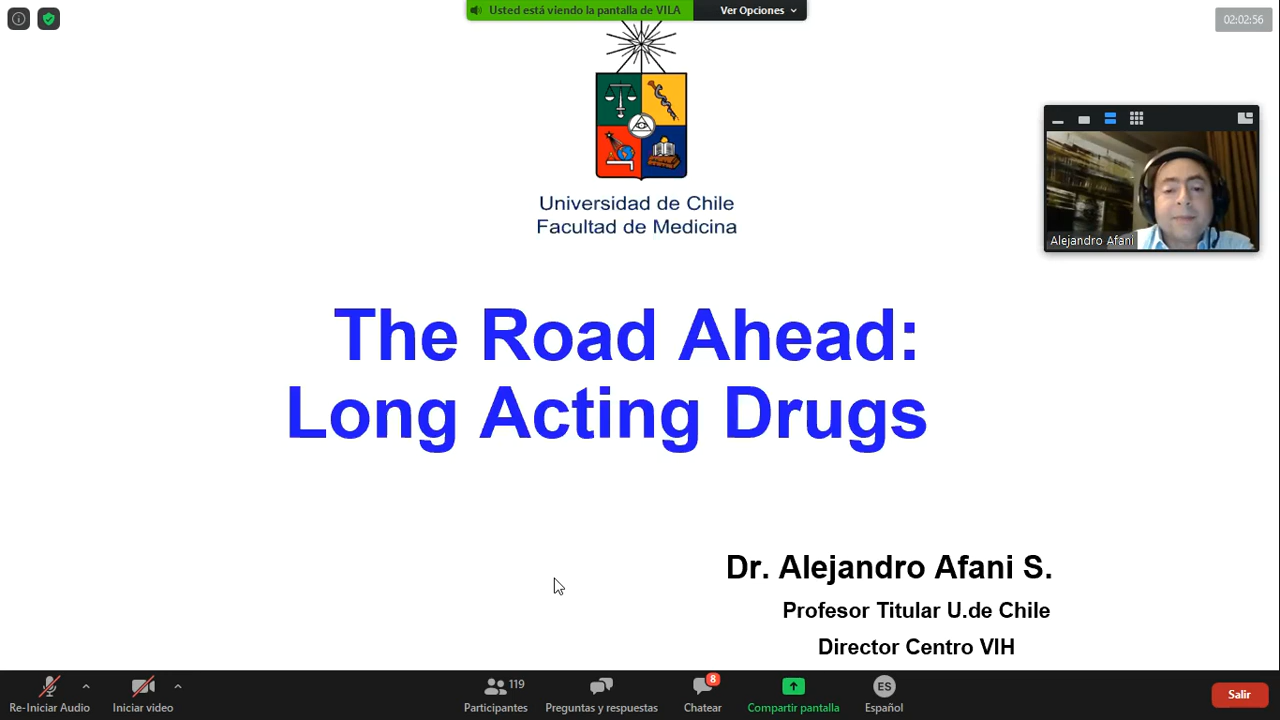 Usted está viendo la pantalla de VILA
Ver Opciones
02:02:56
Universidad de Chile
Facultad de Medicina
Alejandro Afani
The Road Ahead:
Long Acting Drugs
Dr. Alejandro Afani S.
Profesor Titular U.de Chile
Director Centro VIH
Re-Iniciar Audio
Iniciar video
119
Participantes
Preguntas y respuestas
8
Chatear
Compartir pantalla
ES
Español
Salir